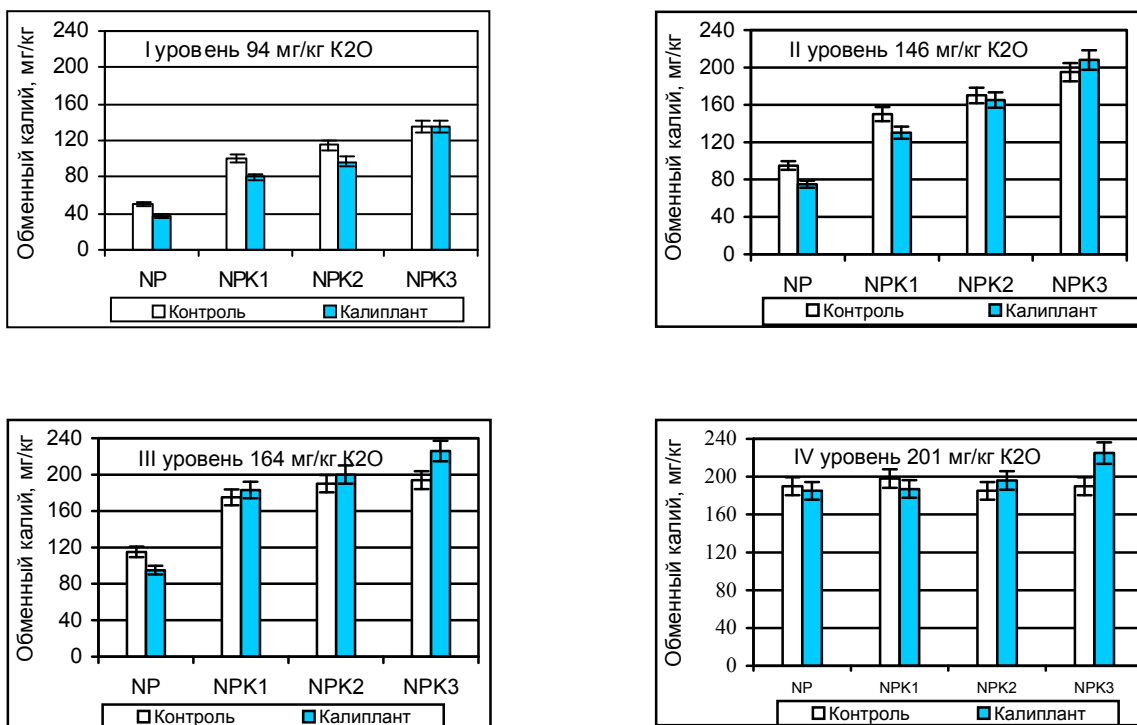 I уровень 94 мг/кг K2O
Обменный калий, мг/кг
240
200
160
120
80
40
0
NP NPK1 NPK2 NPK3
Контроль Калиплант
II уровень 146 мг/кг K2O
Обменный калий, мг/кг
240
200
160
120
80
40
0
NP NPK1 NPK2 NPK3
Контроль Калиплант
III уровень 164 мг/кг K2O
Обменный калий, мг/кг
240
200
160
120
80
40
0
NP NPK1 NPK2 NPK3
Контроль Калиплант
IV уровень 201 мг/кг K2O
Обменный калий, мг/кг
240
200
160
120
80
40
0
NP NPK1 NPK2 NPK3
Контроль Калиплант